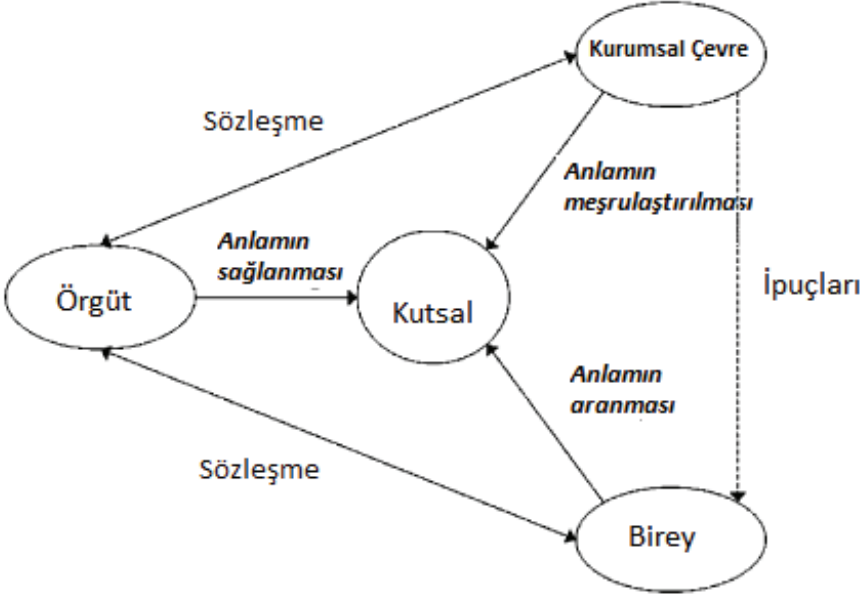 Kurumsal Çevre
Sözleşme
Anlamın
meşrulaştırılması
Anlamın
sağlanması
Örgüt
Kutsal
İpuçları
Anlamın
aranması
Sözleşme
Birey